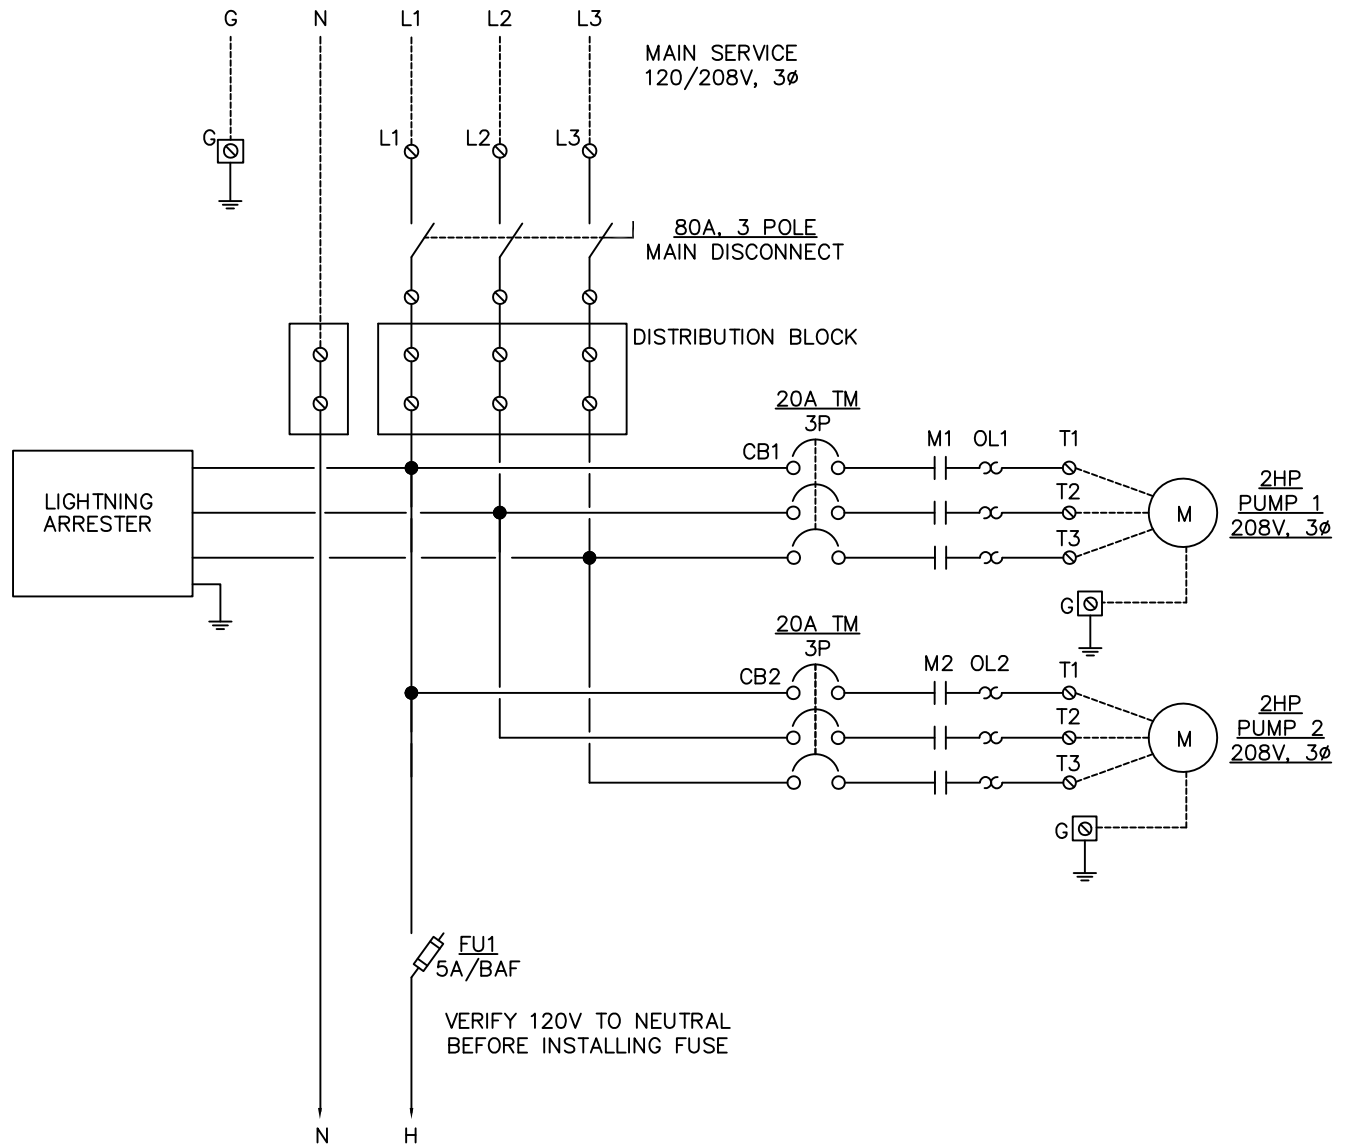 G N L1 L2 L3
MAIN SERVICE
120/208V, 3ø
G L1 L2 L3
80A, 3 POLE
MAIN DISCONNECT
DISTRIBUTION BLOCK
20A TM
3P
CB1 M1 OL1 T1
LIGHTNING
ARRESTER
T2
T3
M
2HP
PUMP 1
208V, 3ø
G
20A TM
3P
CB2 M2 OL2 T1
T2
T3
M
2HP
PUMP 2
208V, 3ø
G
FU1
5A/BAF
VERIFY 120V TO NEUTRAL
BEFORE INSTALLING FUSE
N H